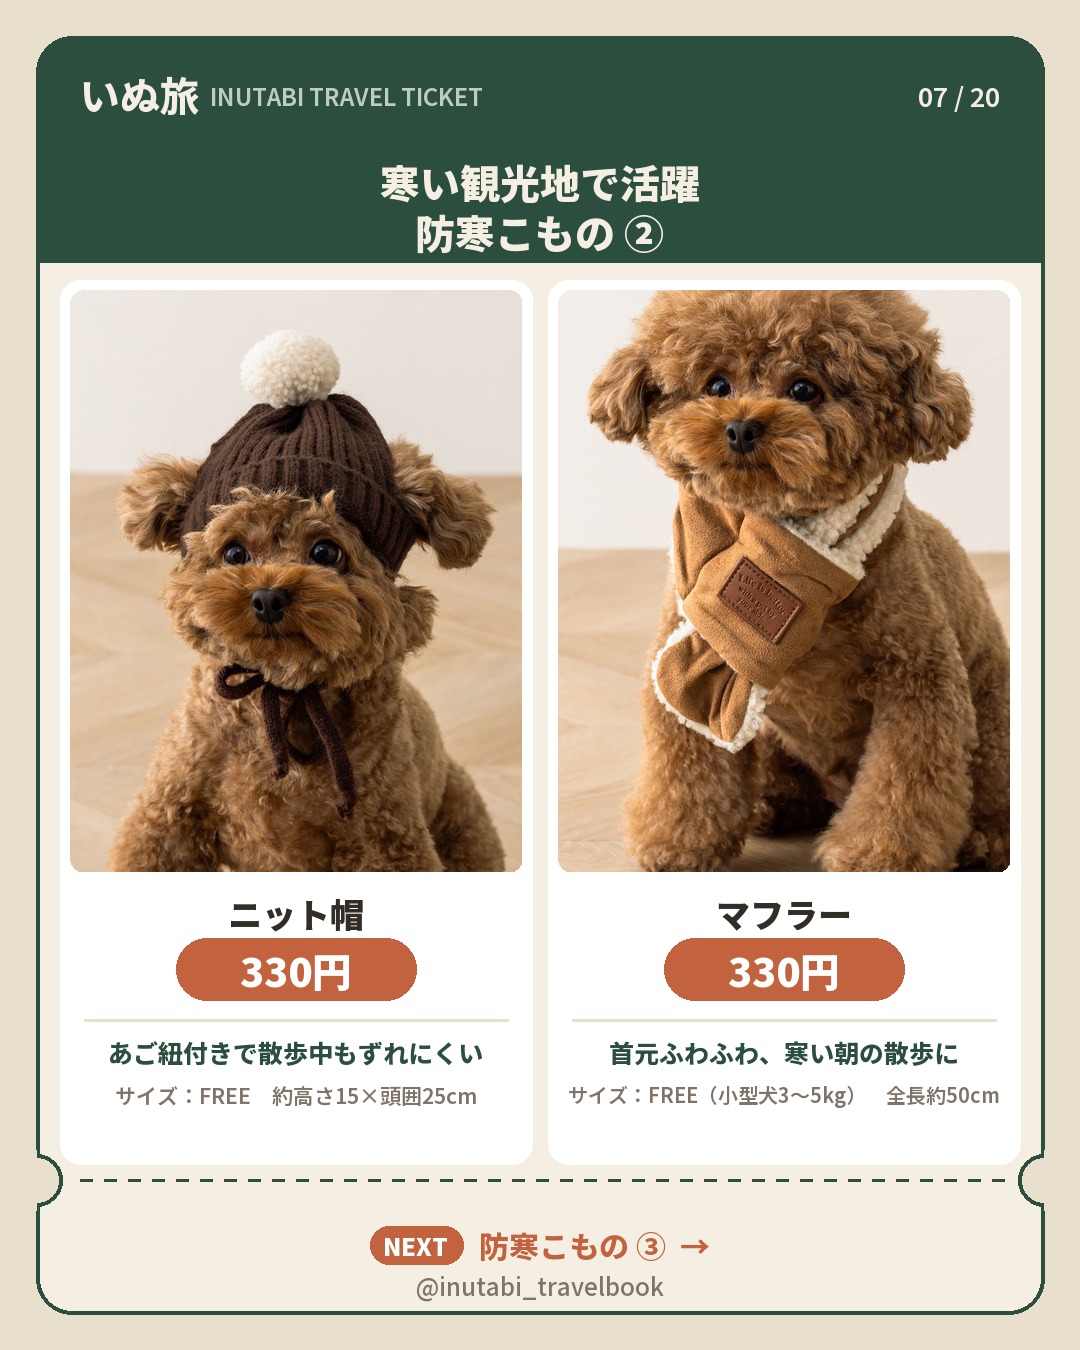 いぬ旅 INUTABI TRAVEL TICKET
07 / 20
寒い観光地で活躍
防寒こもの ②
Life is better
ニット帽
330円
あご紐付きで散歩中もずれにくい
サイズ：FREE　約高さ15×頭囲25cm
マフラー
330円
首元ふわふわ、寒い朝の散歩に
サイズ：FREE（小型犬3〜5kg）　全長約50cm
NEXT 防寒こもの ③ →
@inutabi_travelbook